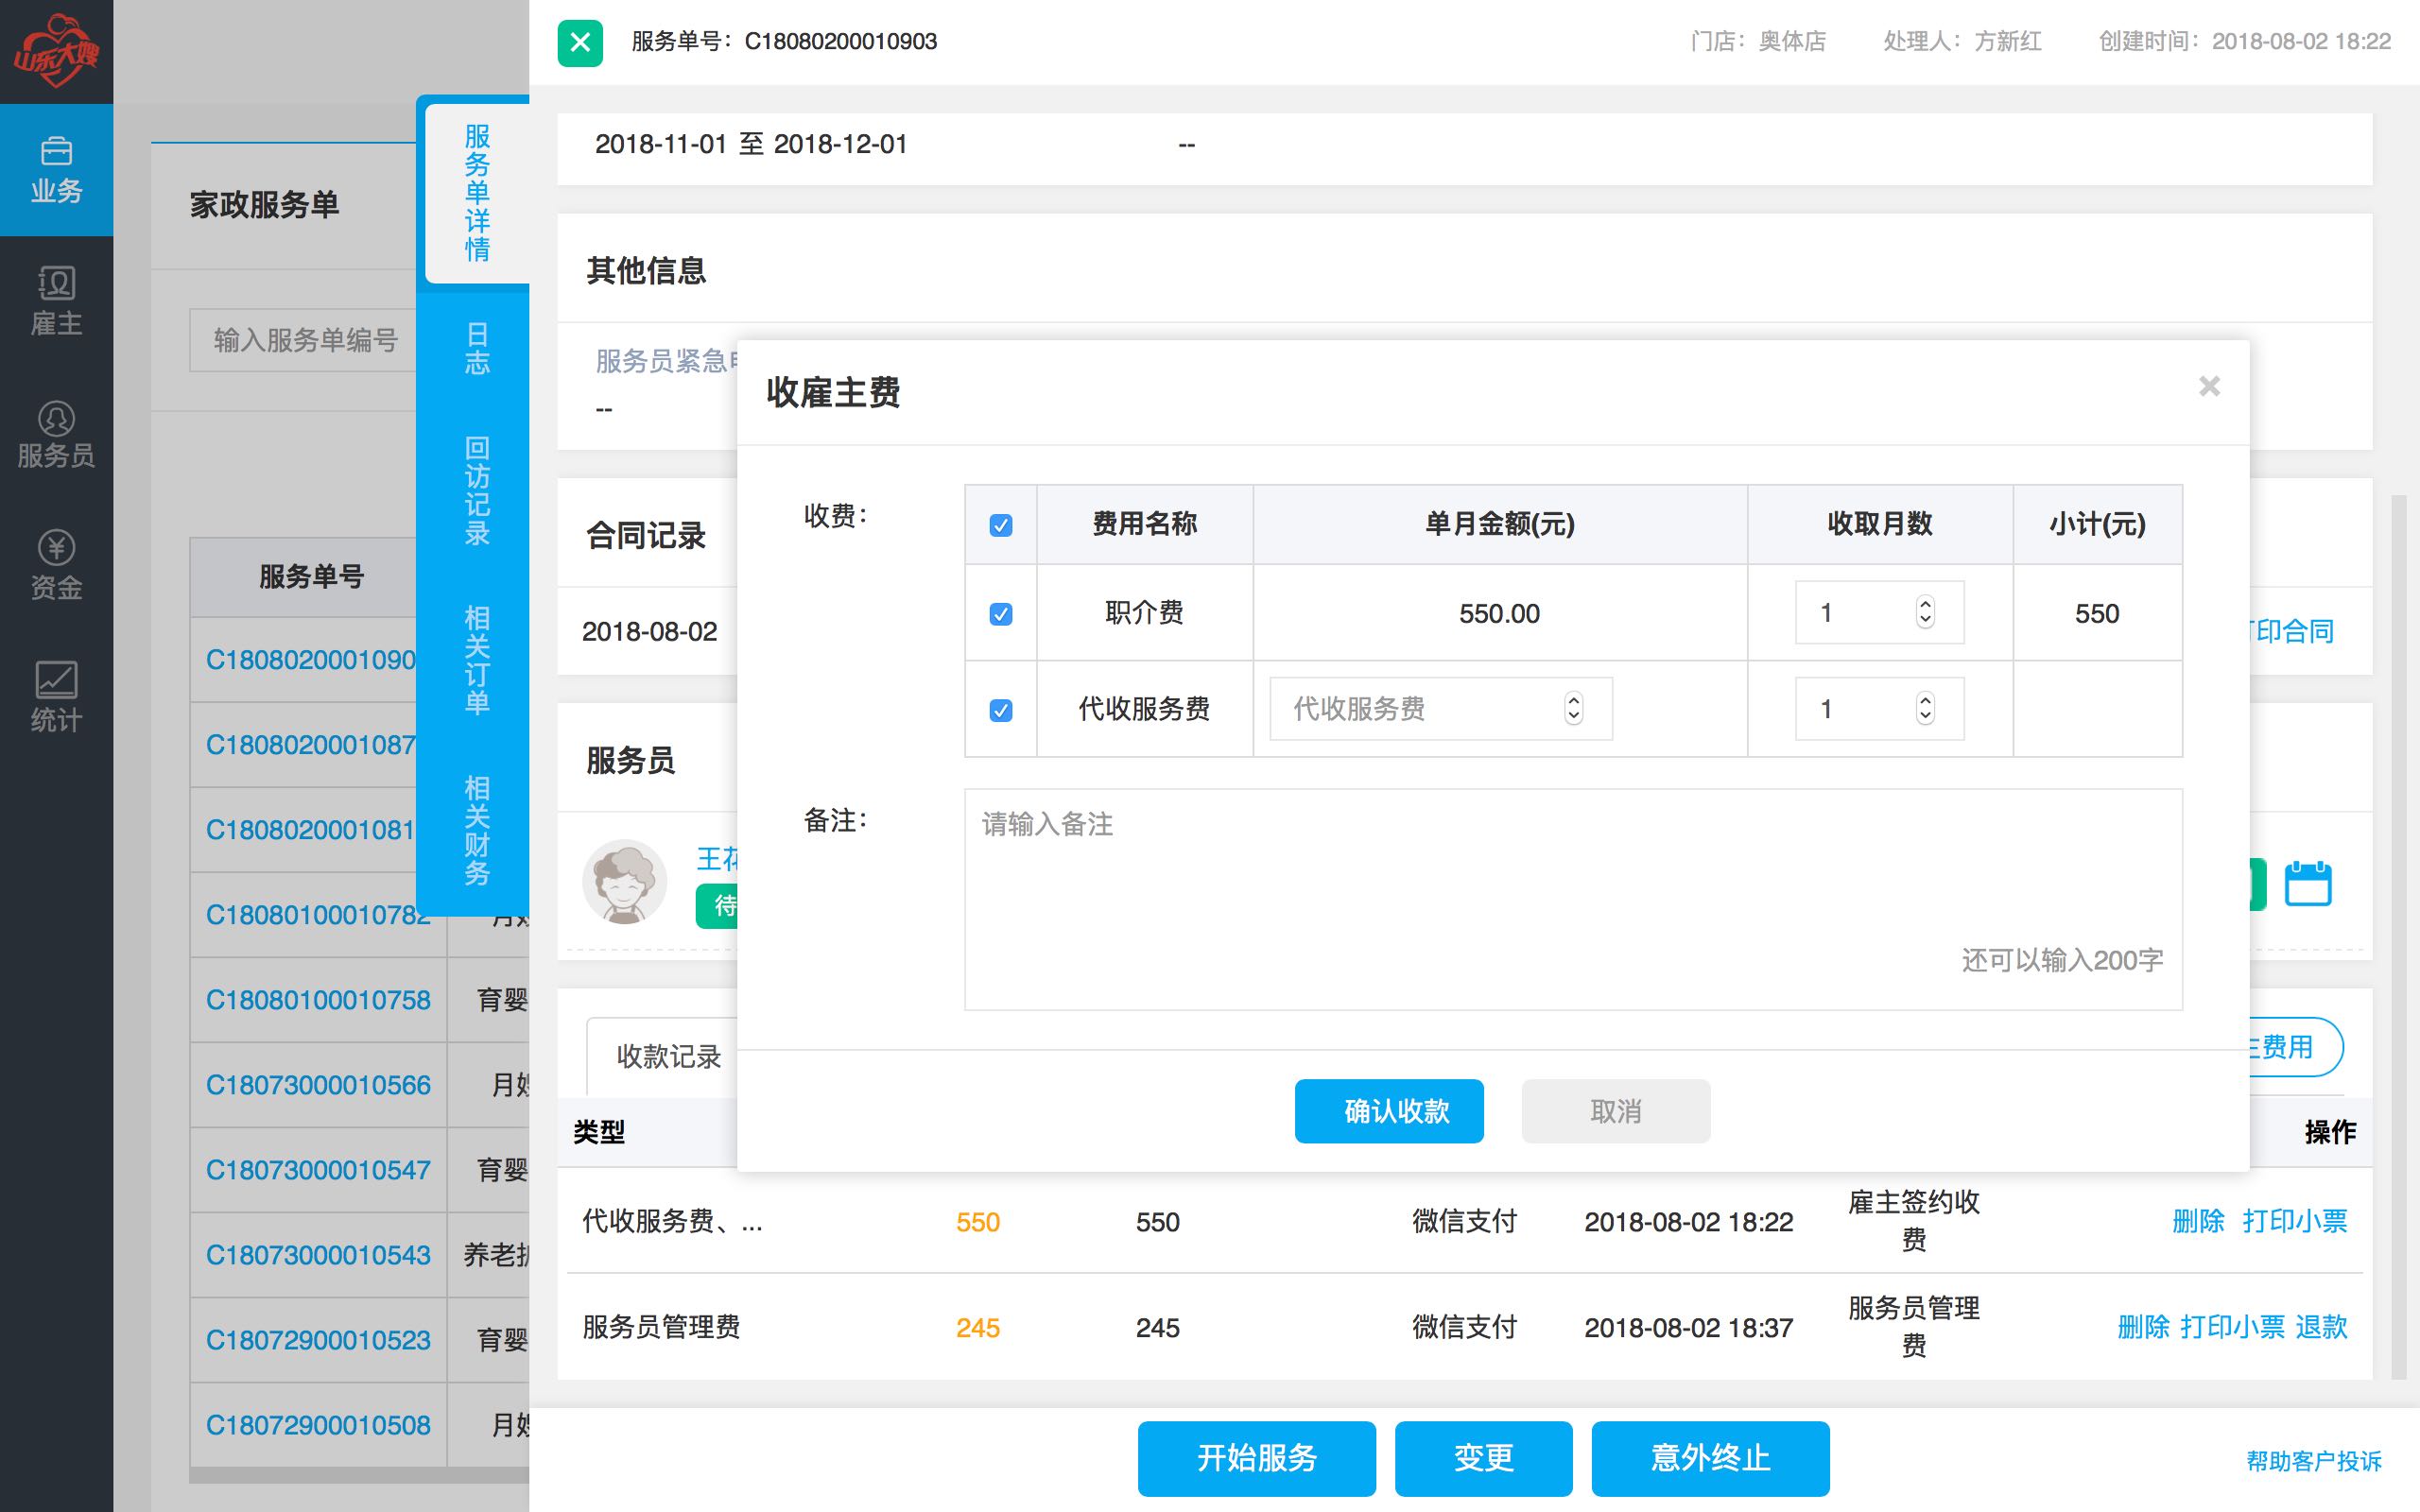 山东大嫂
业务
雇主
服务员
资金
统计
家政服务单
输入服务单编号
服务单号
C1808020001090
C1808020001087
C1808020001081
C18080100010782
C18080100010758
育婴
C18073000010566
月
C18073000010547
育婴
C18073000010543
养老
C18072900010523
育婴
C18072900010508
月
服务单详情
日志
回访记录
相关订单
相关财务
服务单号：C18080200010903
门店：奥体店
处理人：方新红
创建时间：2018-08-02 18:22
2018-11-01 至 2018-12-01
--
其他信息
服务员紧急
--
合同记录
2018-08-02
印合同
服务员
王花
待
收款记录
费用
类型
操作
代收服务费、... 550 550 微信支付 2018-08-02 18:22 雇主签约收费 删除 打印小票
服务员管理费 245 245 微信支付 2018-08-02 18:37 服务员管理费 删除 打印小票 退款
收雇主费
×
收费：
费用名称 单月金额(元) 收取月数 小计(元)
职介费 550.00 1 550
代收服务费 代收服务费 1
备注：
请输入备注
还可以输入200字
确认收款
取消
开始服务
变更
意外终止
帮助客户投诉